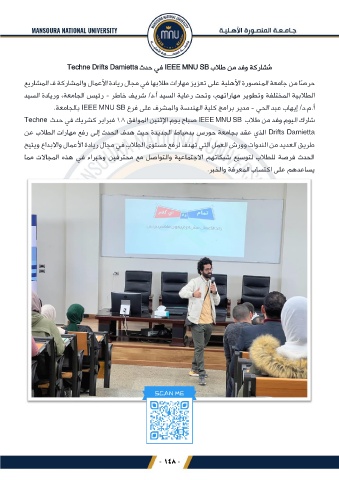 MANSOURA NATIONAL UNIVERSITY
MNU
جامعة المنصورة الأهلية
مُشاركة وفد من طلاب IEEE MNU SB في حدث Techne Drifts Damietta
حرصًا من جامعة المنصورة الأهلية على تعزيز مهارات طلابها في مجال ريادة الأعمال والمشاركة في المشاريع
الطلابية المختلفة وتطوير مهاراتهم، وتحت رعاية السيد أ.د/ شريف خاطر - رئيس الجامعة، وريادة السيد
أ.م.د/ إيهاب عبد الحي - مدير برامج كلية الهندسة والمشرف على فرع IEEE MNU SB بالجامعة.
شارك اليوم وفد من طلاب IEEE MNU SB صباح يوم الإثنين الموافق ١٨ فبراير كشريك في حدث Techne
Drifts Damietta الذي عقد بجامعة حورس بدمياط الجديدة حيث هدف الحدث إلى رفع مهارات الطلاب عن
طريق العديد من الندوات وورش العمل التي تهدف لرفع مستوى الطلاب في مجال ريادة الأعمال والابداع ويتيح
الحدث فرصة للطلاب لتوسيع شبكاتهم الاجتماعية والتواصل مع محترفين وخبراء في هذه المجالات مما
يساعدهم على اكتساب المعرفة والخبر.
SCAN ME
- ١٤٨ -